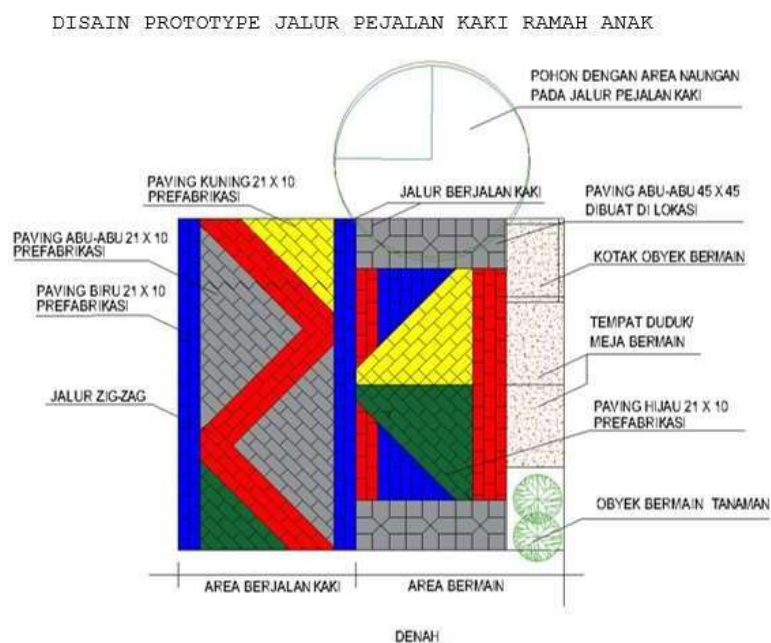 DISAIN PROTOTYPE JALUR PEJALAN KAKI RAMAH ANAK
POHON DENGAN AREA NAUNGAN
PADA JALUR PEJALAN KAKI
PAVING KUNING 21 X 10
PREFABRIKASI
JALUR BERJALAN KAKI
PAVING ABU-ABU 45 X 45
DIBUAT DI LOKASI
PAVING ABU-ABU 21 X 10
PREFABRIKASI
KOTAK OBYEK BERMAIN
PAVING BIRU 21 X 10
PREFABRIKASI
TEMPAT DUDUK/
MEJA BERMAIN
JALUR ZIG-ZAG
PAVING HIJAU 21 X 10
PREFABRIKASI
OBYEK BERMAIN TANAMAN
AREA BERJALAN KAKI
AREA BERMAIN
DENAH